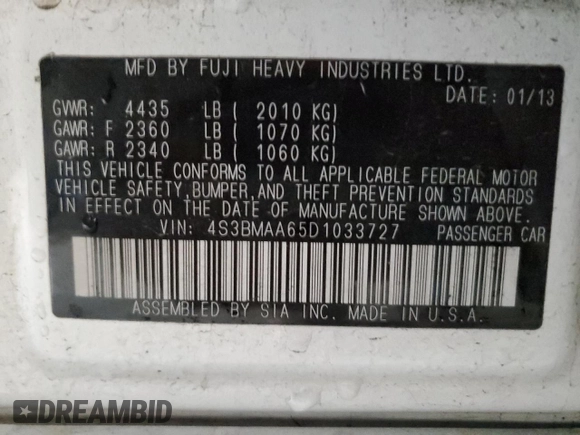 MFD BY FUJI HEAVY INDUSTRIES LTD.
DATE: 01/13
GVWR: 4435 LB ( 2010 KG)
GAWR: F 2360 LB ( 1070 KG)
GAWR: R 2340 LB ( 1060 KG)
THIS VEHICLE CONFORMS TO ALL APPLICABLE FEDERAL MOTOR
VEHICLE SAFETY, BUMPER, AND THEFT PREVENTION STANDARDS
IN EFFECT ON THE DATE OF MANUFACTURE SHOWN ABOVE.
VIN: 4S3BMAA65D1033727 PASSENGER CAR
ASSEMBLED BY SIA INC. MADE IN U.S.A.
DREAMBID